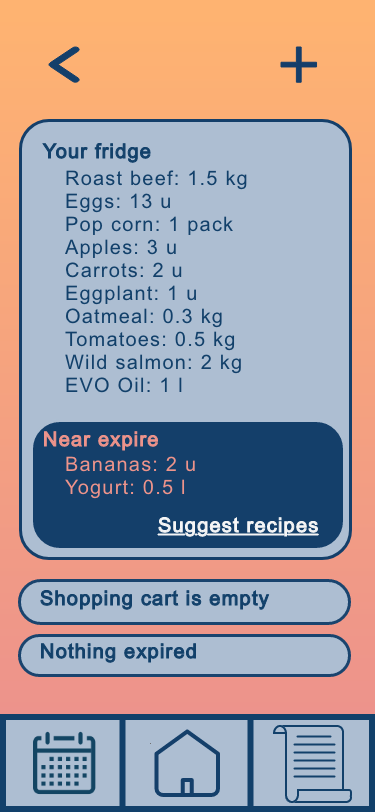 Your fridge
Roast beef: 1.5 kg
Eggs: 13 u
Pop corn: 1 pack
Apples: 3 u
Carrots: 2 u
Eggplant: 1 u
Oatmeal: 0.3 kg
Tomatoes: 0.5 kg
Wild salmon: 2 kg
EVO Oil: 1 l
Near expire
Bananas: 2 u
Yogurt: 0.5 l
Suggest recipes
Shopping cart is empty
Nothing expired